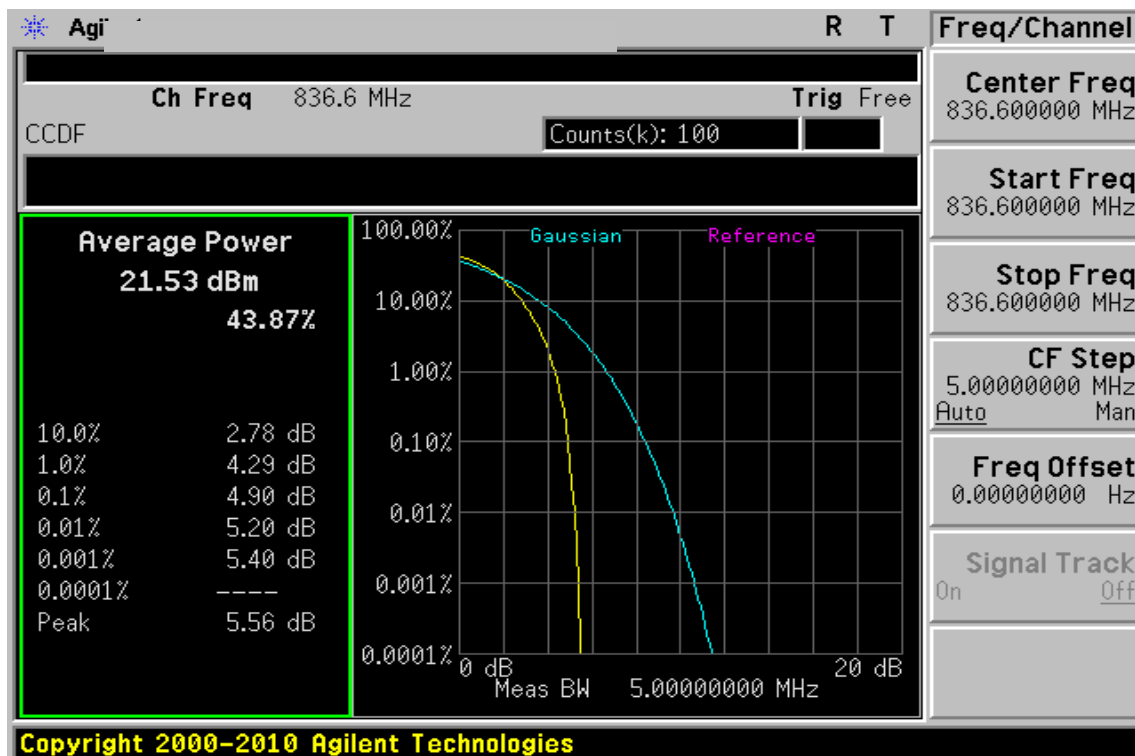 Agi R T Freq/Channel
Ch Freq 836.6 MHz Trig Free
CCDF Counts(k): 100
Center Freq
836.600000 MHz
Start Freq
836.600000 MHz
Stop Freq
836.600000 MHz
CF Step
5.00000000 MHz
Auto Man
Freq Offset
0.00000000 Hz
Signal Track
On Off
Average Power
21.53 dBm
43.87%
10.0% 2.78 dB
1.0% 4.29 dB
0.1% 4.90 dB
0.01% 5.20 dB
0.001% 5.40 dB
0.0001% ----
Peak 5.56 dB
Gaussian Reference
100.00%
10.00%
1.00%
0.10%
0.01%
0.001%
0.0001%
0 dB 20 dB
Meas BW 5.00000000 MHz
Copyright 2000-2010 Agilent Technologies